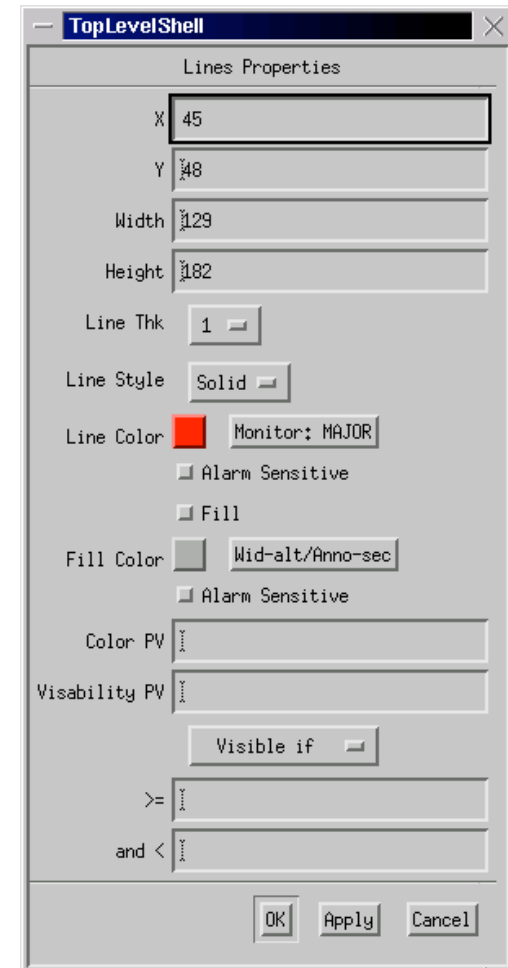 TopLevelShell
Lines Properties
X 45
Y 48
Width 129
Height 182
Line Thk 1
Line Style Solid
Line Color Monitor: MAJOR
Alarm Sensitive
Fill
Fill Color Wid-alt/Anno-sec
Alarm Sensitive
Color PV
Visability PV
Visible if
>=
and <
OK Apply Cancel